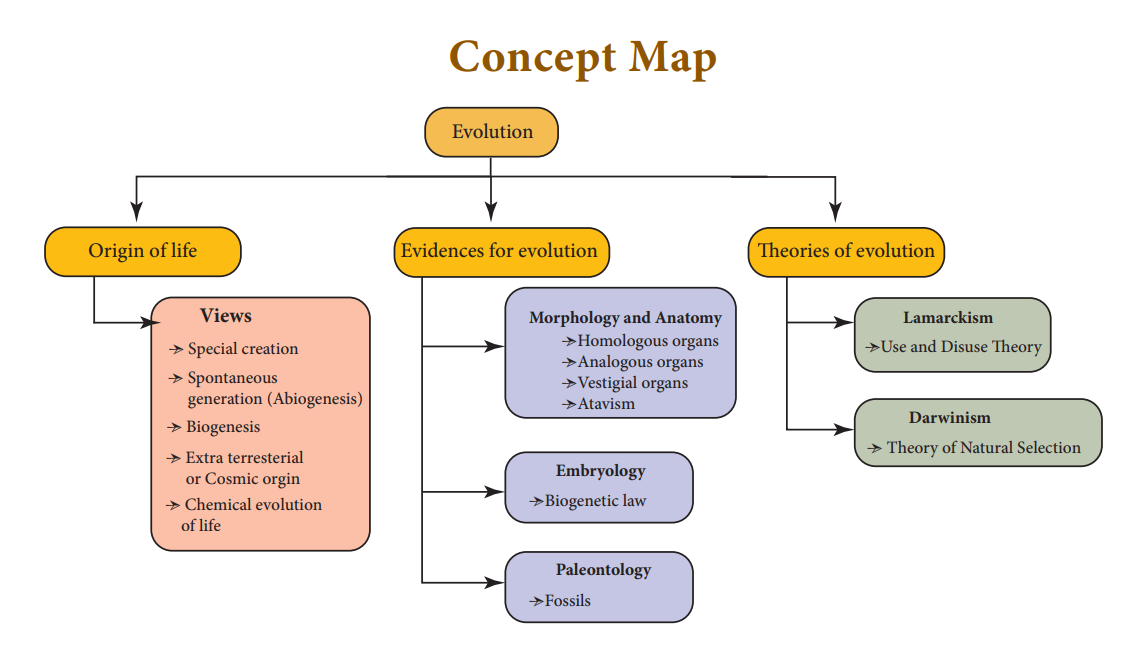 Concept Map
Evolution
Origin of life
Evidences for evolution
Theories of evolution
Views
Special creation
Spontaneous
generation (Abiogenesis)
Biogenesis
Extra terresterial
or Cosmic orgin
Chemical evolution
of life
Morphology and Anatomy
Homologous organs
Analogous organs
Vestigial organs
Atavism
Embryology
Biogenetic law
Paleontology
Fossils
Lamarckism
Use and Disuse Theory
Darwinism
Theory of Natural Selection